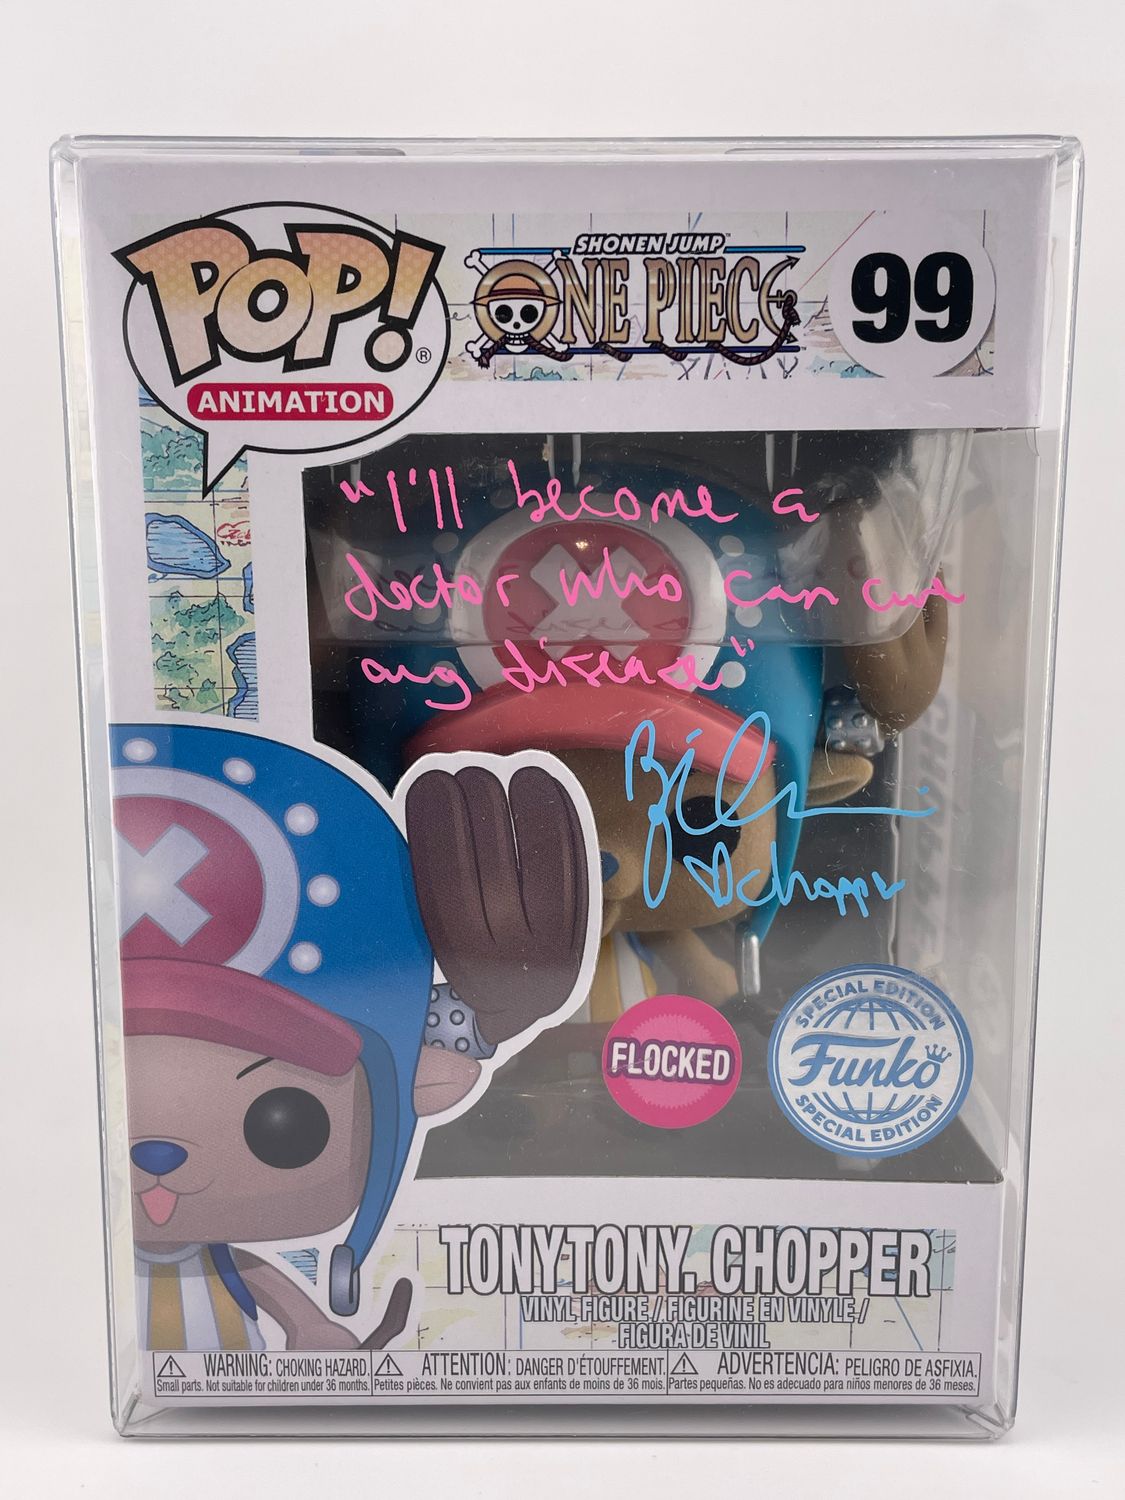 POP!®
ANIMATION
SHONEN JUMP™
ONE PIECE
99
"I'll become a
doctor who can cure
any disease"
♡ Chopper
FLOCKED
SPECIAL EDITION
Funko
SPECIAL EDITION
TONYTONY. CHOPPER
VINYL FIGURE / FIGURINE EN VINYLE /
FIGURA DE VINIL
WARNING: CHOKING HAZARD.
Small parts. Not suitable for children under 36 months.
ATTENTION: DANGER D'ÉTOUFFEMENT.
Petites pièces. Ne convient pas aux enfants de moins de 36 mois.
ADVERTENCIA: PELIGRO DE ASFIXIA.
Partes pequeñas. No es adecuado para niños menores de 36 meses.